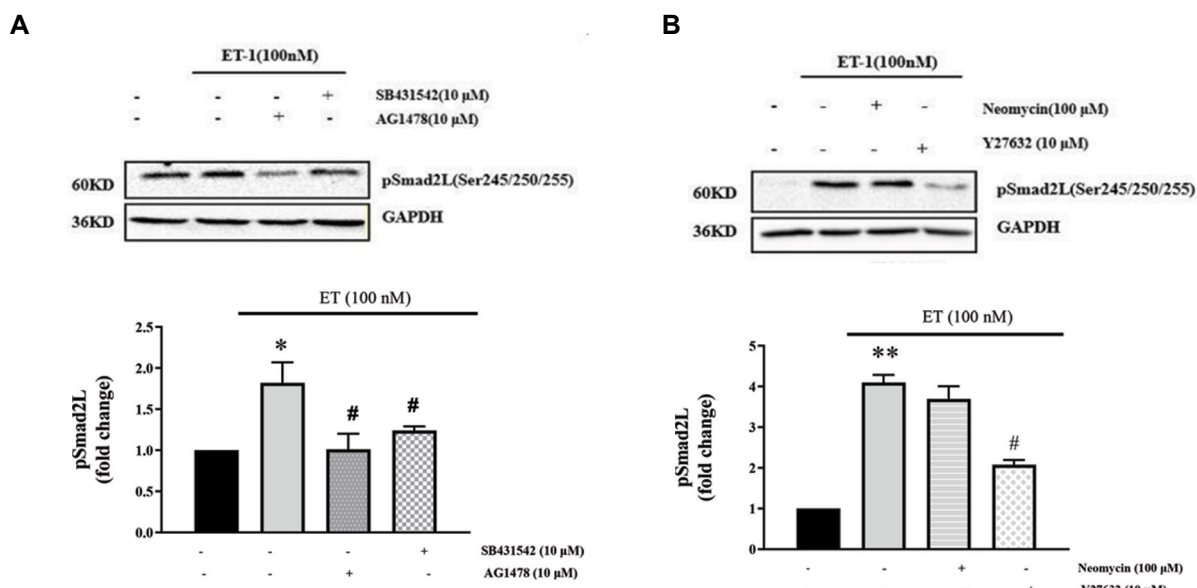 A
ET-1(100nM)
- - - + SB431542(10 μM)
- - + - AG1478(10 μM)
60KD pSmad2L(Ser245/250/255)
36KD GAPDH
ET (100 nM)
pSmad2L
(fold change)
2.5
2.0
1.5
1.0
0.5
0.0
*
#
#
- - - + SB431542 (10 μM)
- - + - AG1478 (10 μM)
B
ET-1(100nM)
- - + - Neomycin(100 μM)
- - - + Y27632 (10 μM)
60KD pSmad2L(Ser245/250/255)
36KD GAPDH
ET (100 nM)
pSmad2L
(fold change)
5
4
3
2
1
0
**
#
- - + - Neomycin (100 μM)